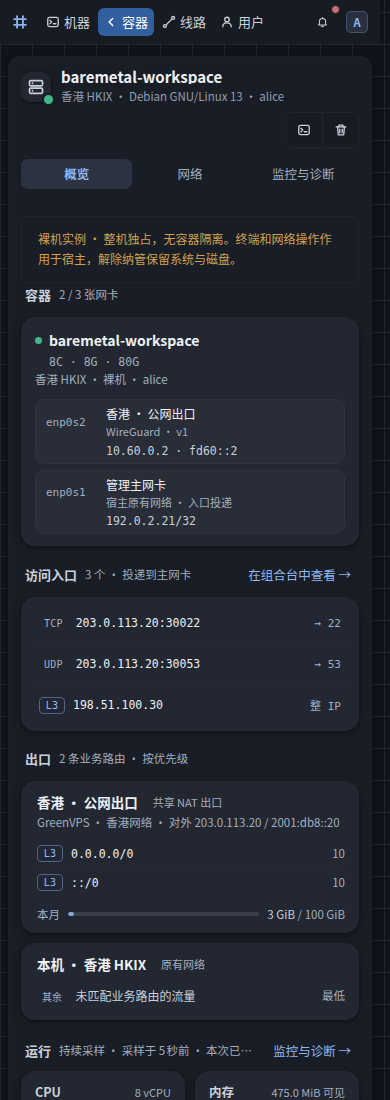 机器 容器 线路 用户 A
baremetal-workspace
香港 HKIX • Debian GNU/Linux 13 • alice
概览 网络 监控与诊断
裸机实例 • 整机独占，无容器隔离。终端和网络操作作
用于宿主，解除纳管保留系统与磁盘。
容器 2 / 3 张网卡
baremetal-workspace
8C · 8G · 80G
香港 HKIX • 裸机 • alice
enp0s2 香港 • 公网出口
WireGuard • v1
10.60.0.2 · fd60::2
enp0s1 管理主网卡
宿主原有网络 • 入口投递
192.0.2.21/32
访问入口 3 个 • 投递到主网卡 在组合台中查看 →
TCP 203.0.113.20:30022 → 22
UDP 203.0.113.20:30053 → 53
L3 198.51.100.30 整 IP
出口 2 条业务路由 • 按优先级
香港 • 公网出口 共享 NAT 出口
GreenVPS • 香港网络 • 对外 203.0.113.20 / 2001:db8::20
L3 0.0.0.0/0 10
L3 ::/0 10
本月 3 GiB / 100 GiB
本机 • 香港 HKIX 原有网络
其余 未匹配业务路由的流量 最低
运行 持续采样 • 采样于 5 秒前 • 本次已… 监控与诊断 →
CPU 8 vCPU 内存 475.0 MiB 可见